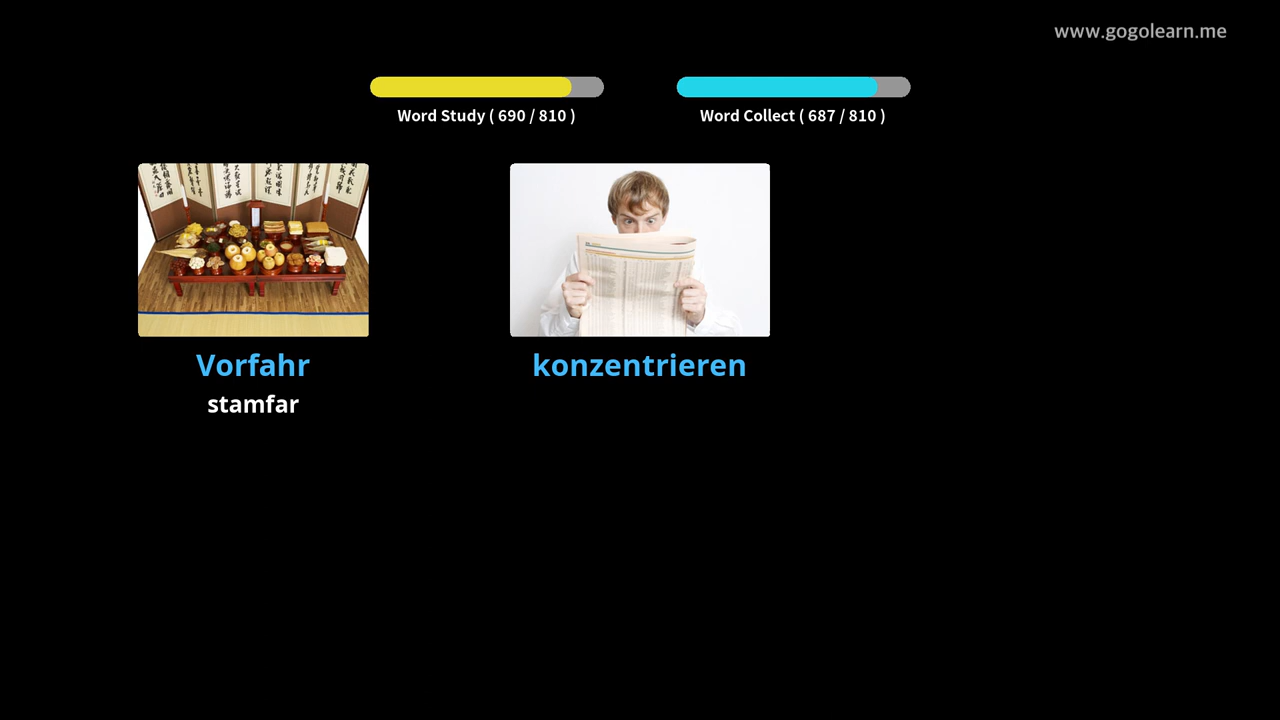 www.gogolearn.me
Word Study ( 690 / 810 )
Word Collect ( 687 / 810 )
Vorfahr
stamfar
konzentrieren